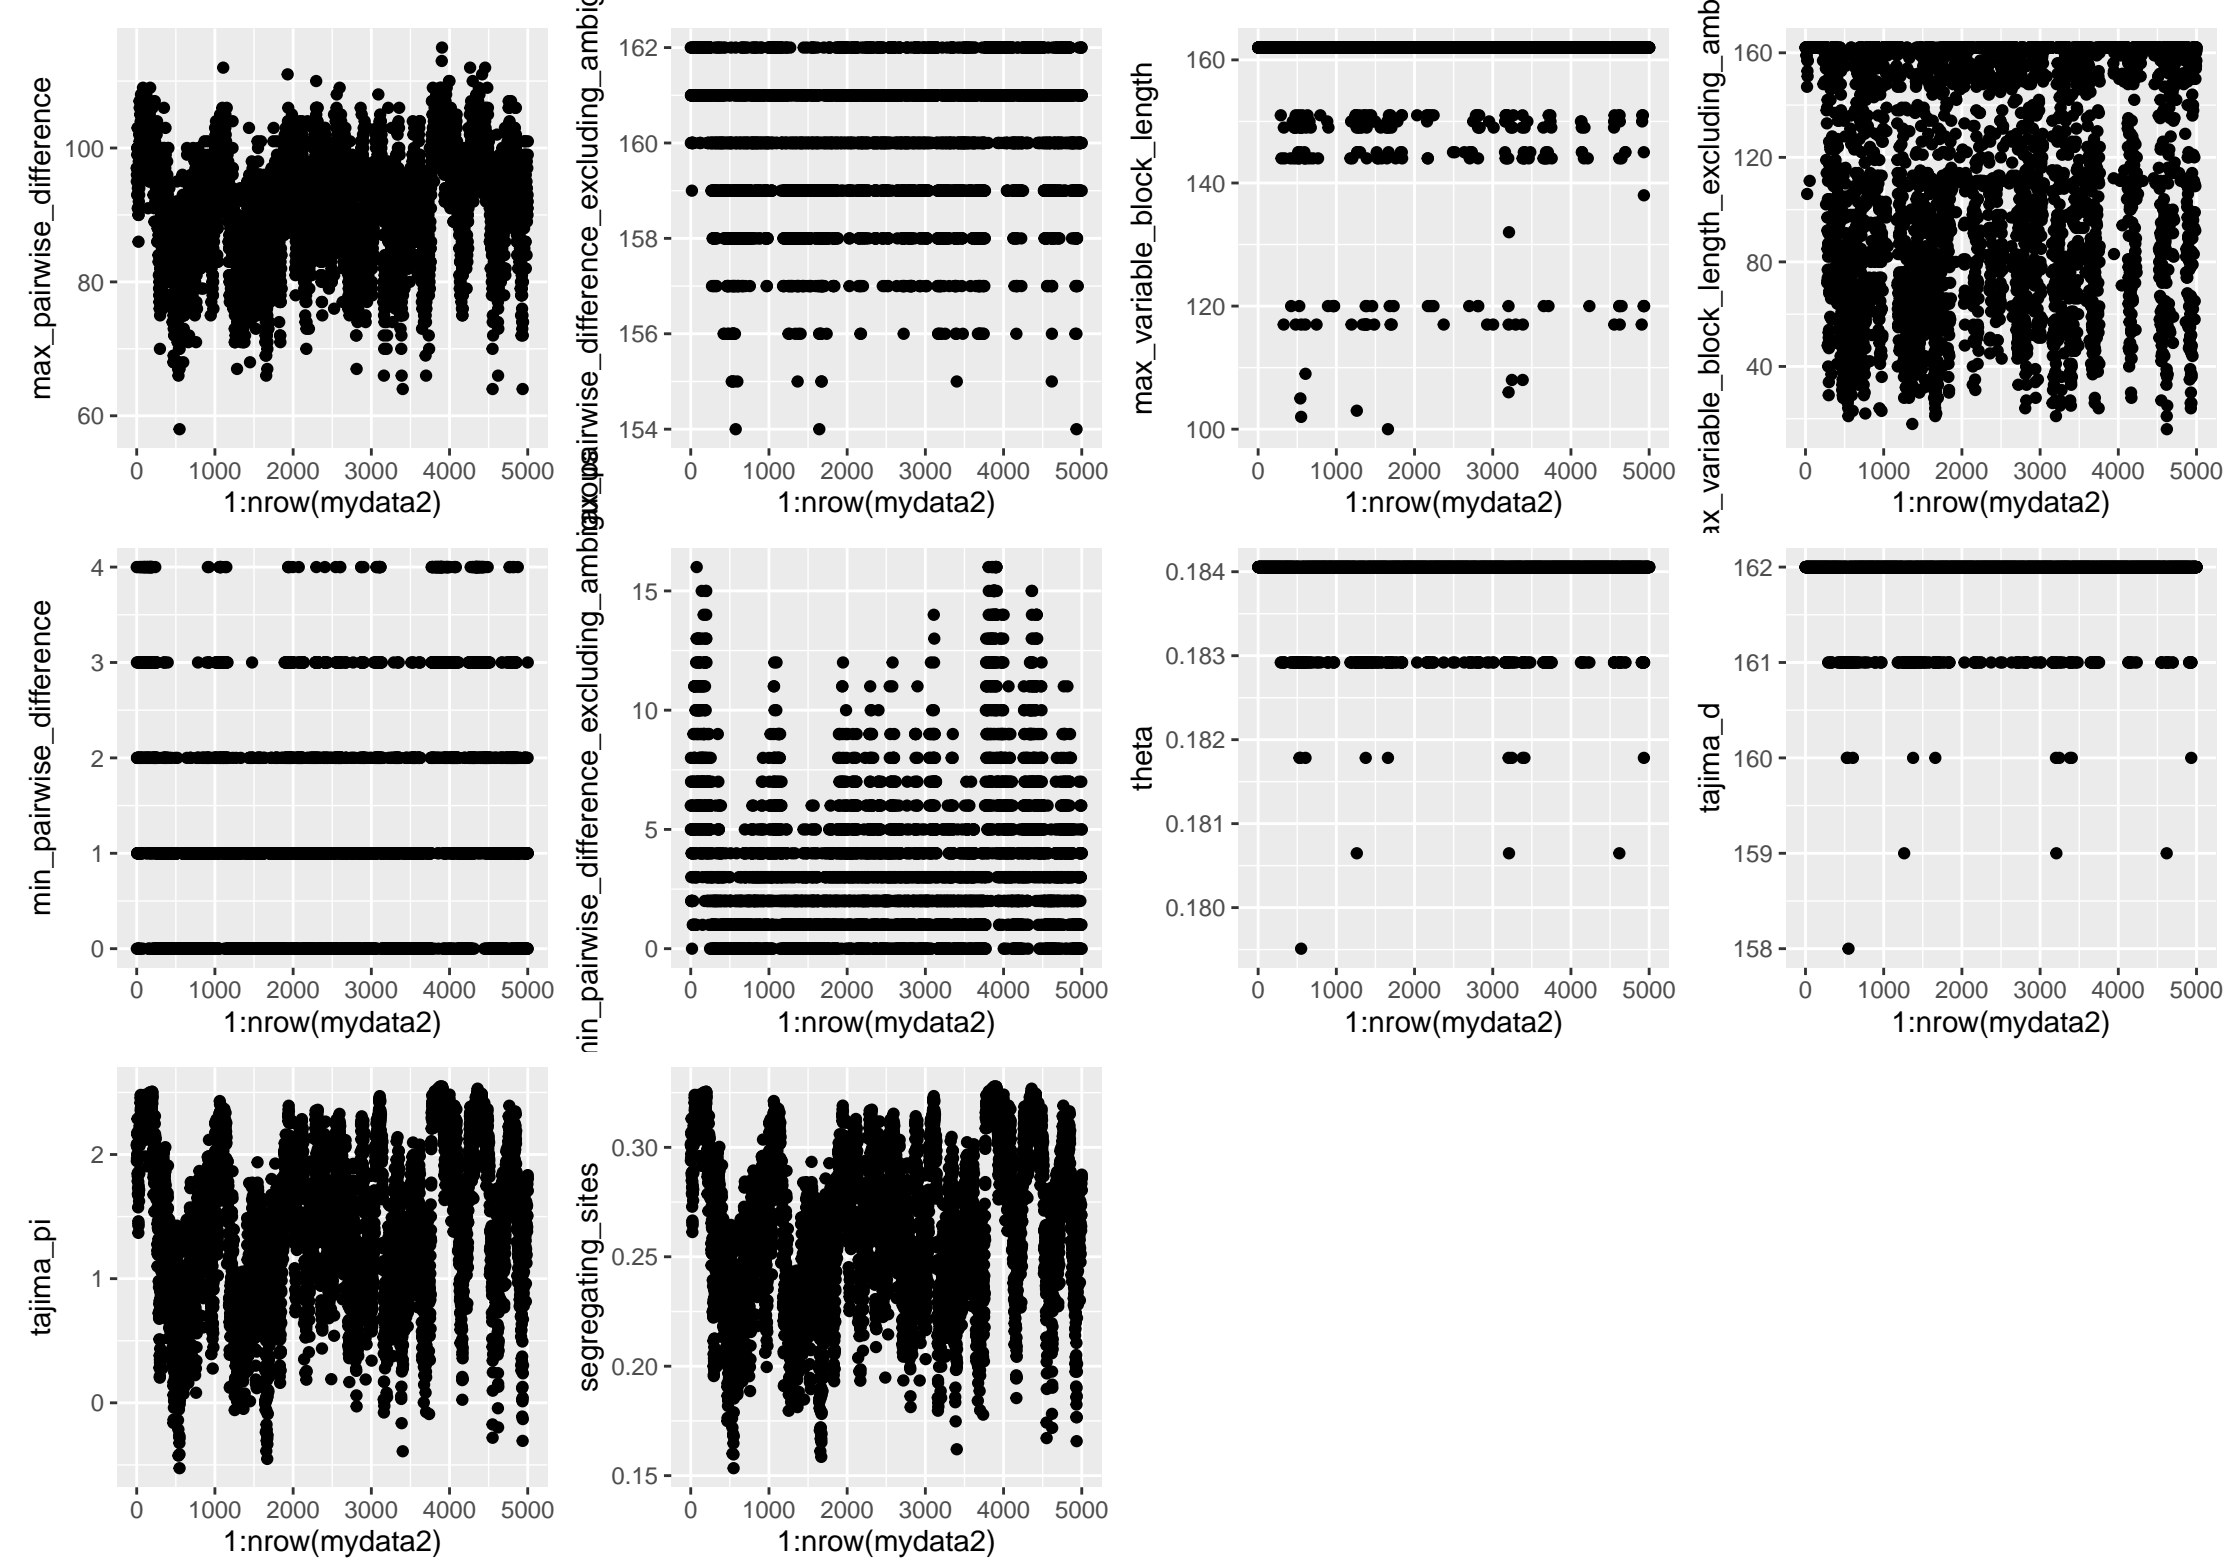 max_pairwise_difference
100
80
60
0 1000 2000 3000 4000 5000
1:nrow(mydata2)
pairwise_difference_excluding_ambig
162
160
158
156
154
0 1000 2000 3000 4000 5000
1:nrow(mydata2)
max_variable_block_length
160
140
120
100
0 1000 2000 3000 4000 5000
1:nrow(mydata2)
ax_variable_block_length_excluding_amb
160
120
80
40
0 1000 2000 3000 4000 5000
1:nrow(mydata2)
min_pairwise_difference
4
3
2
1
0
0 1000 2000 3000 4000 5000
1:nrow(mydata2)
in_pairwise_difference_excluding_ambig
15
10
5
0
0 1000 2000 3000 4000 5000
1:nrow(mydata2)
theta
0.184
0.183
0.182
0.181
0.180
0 1000 2000 3000 4000 5000
1:nrow(mydata2)
tajima_d
162
161
160
159
158
0 1000 2000 3000 4000 5000
1:nrow(mydata2)
tajima_pi
2
1
0
0 1000 2000 3000 4000 5000
1:nrow(mydata2)
segregating_sites
0.30
0.25
0.20
0.15
0 1000 2000 3000 4000 5000
1:nrow(mydata2)